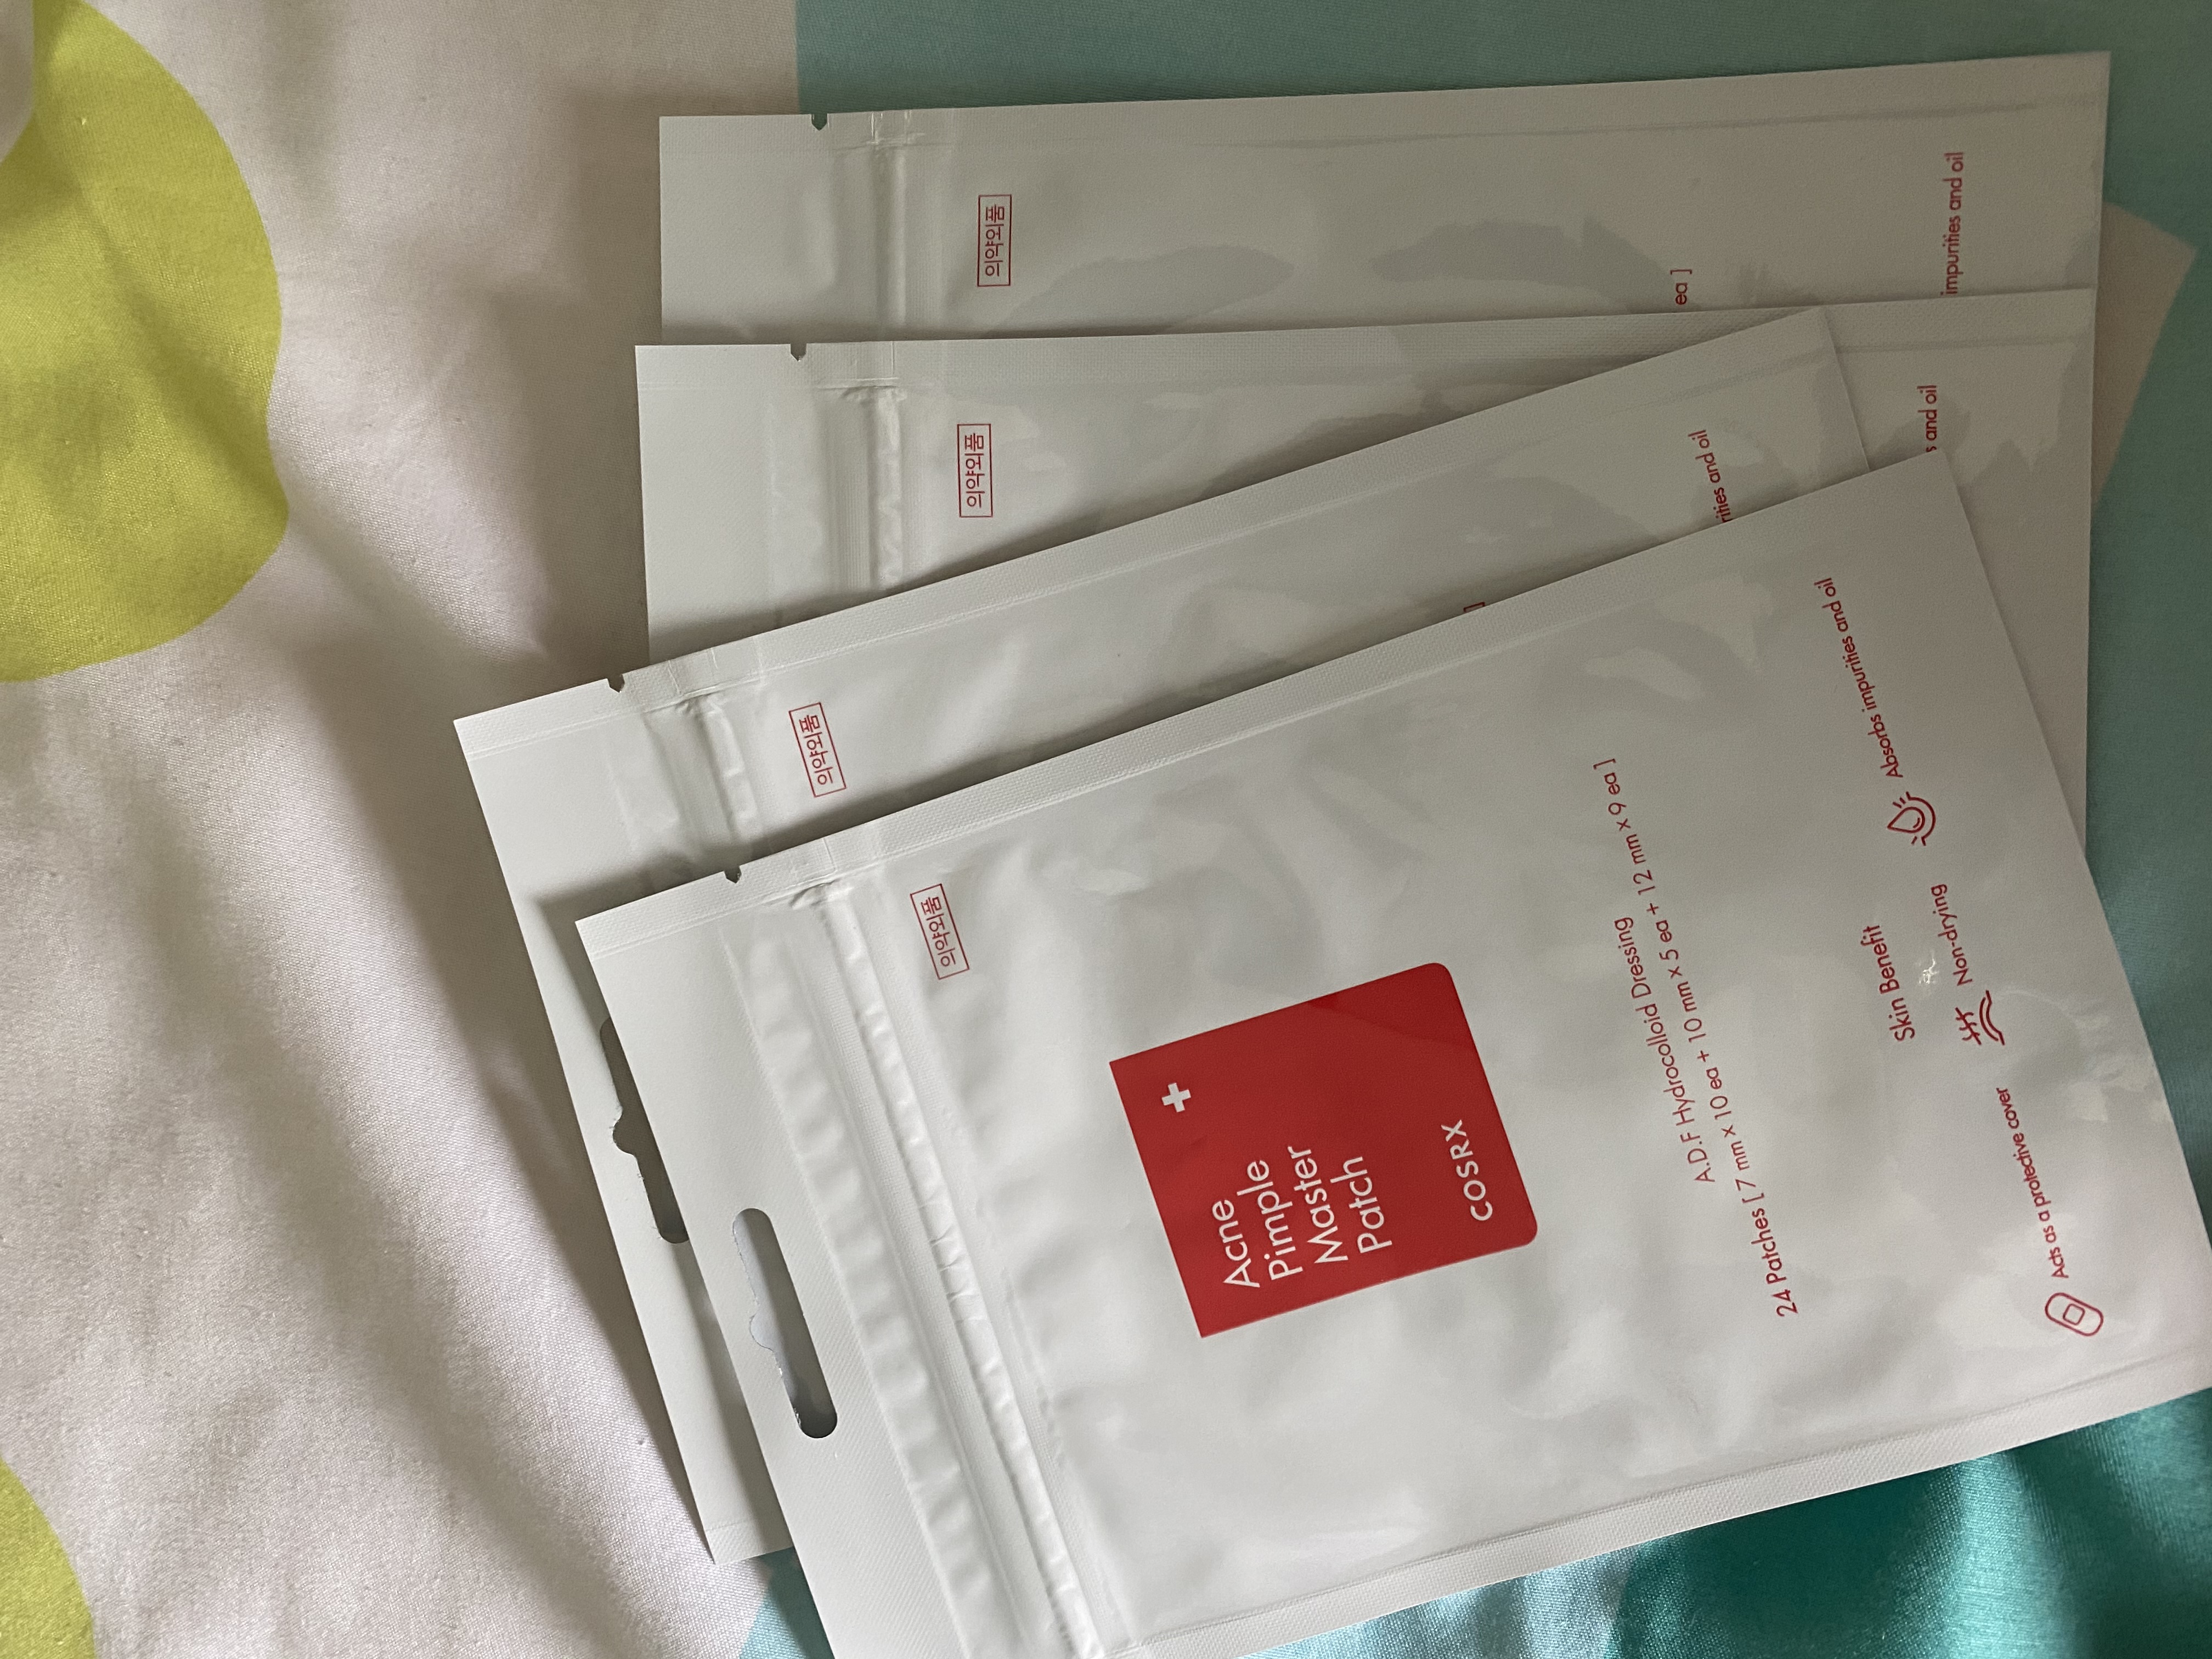 의약외품
Acne
Pimple
Master
Patch
COSRX
A.D.F Hydrocolloid Dressing
24 Patches [ 7 mm × 10 ea + 10 mm × 5 ea + 12 mm × 9 ea ]
Skin Benefit
Acts as a protective cover
Non-drying
Absorbs impurities and oil
의약외품
]
and oil
의약외품
and oil
의약외품
ea ]
impurities and oil